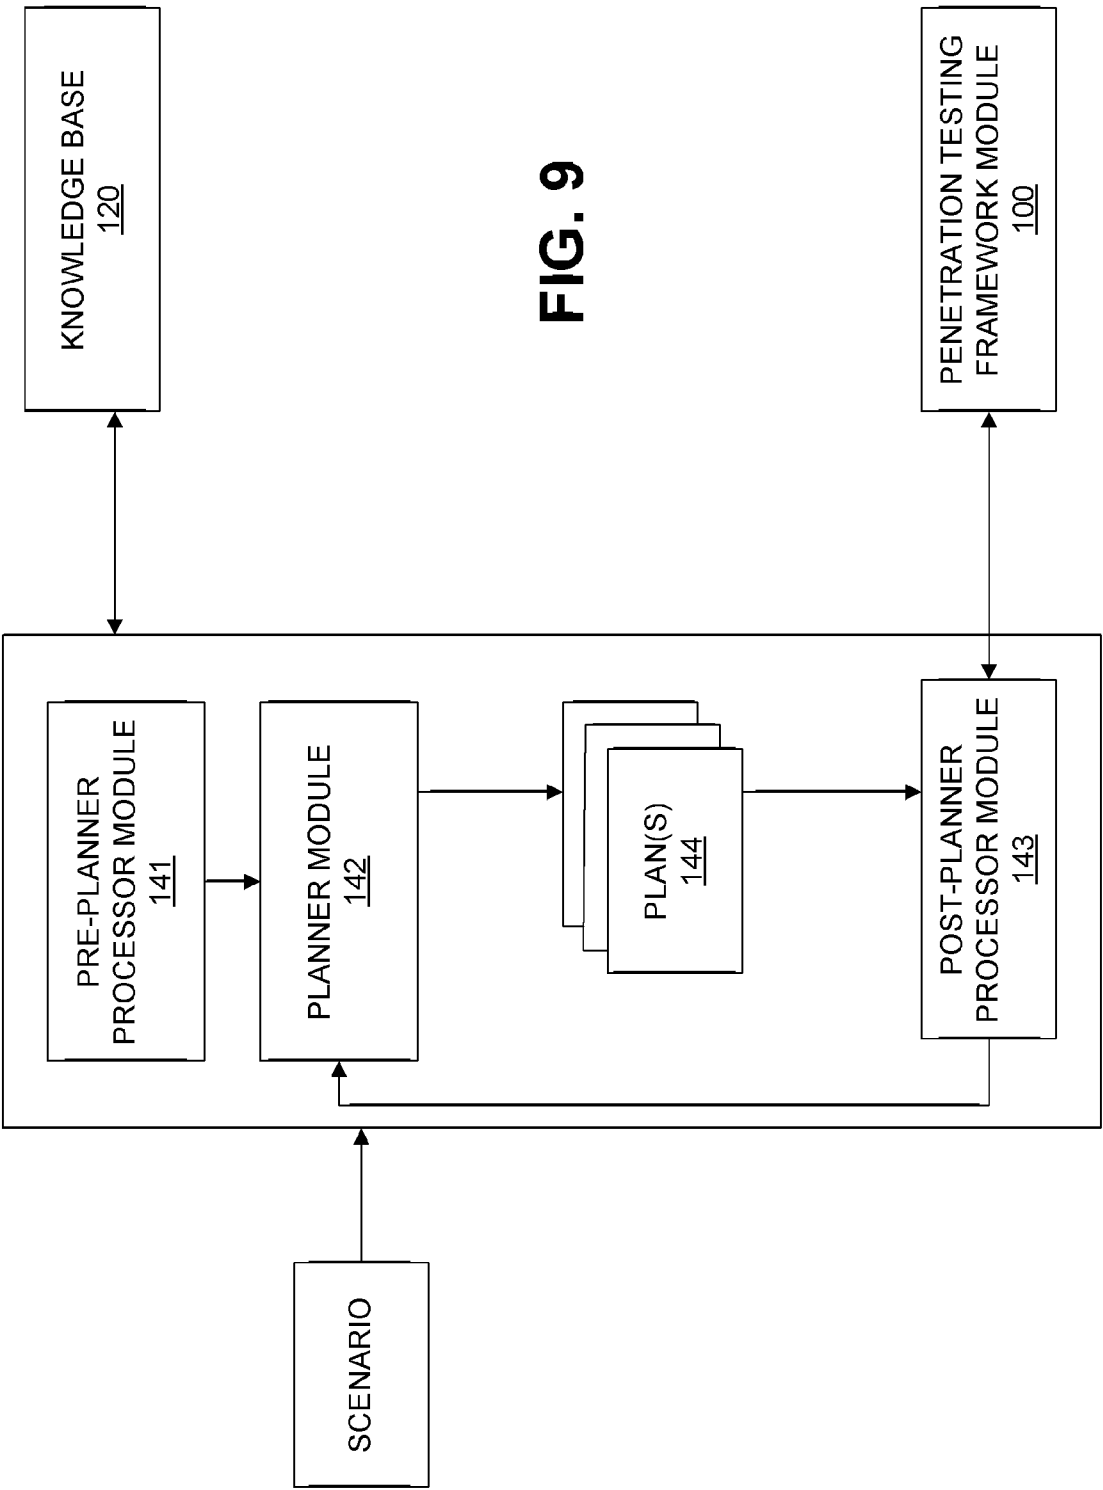 KNOWLEDGE BASE
120
PENETRATION TESTING
FRAMEWORK MODULE
100
FIG. 9
PRE-PLANNER
PROCESSOR MODULE
141
PLANNER MODULE
142
PLAN(S)
144
POST-PLANNER
PROCESSOR MODULE
143
SCENARIO